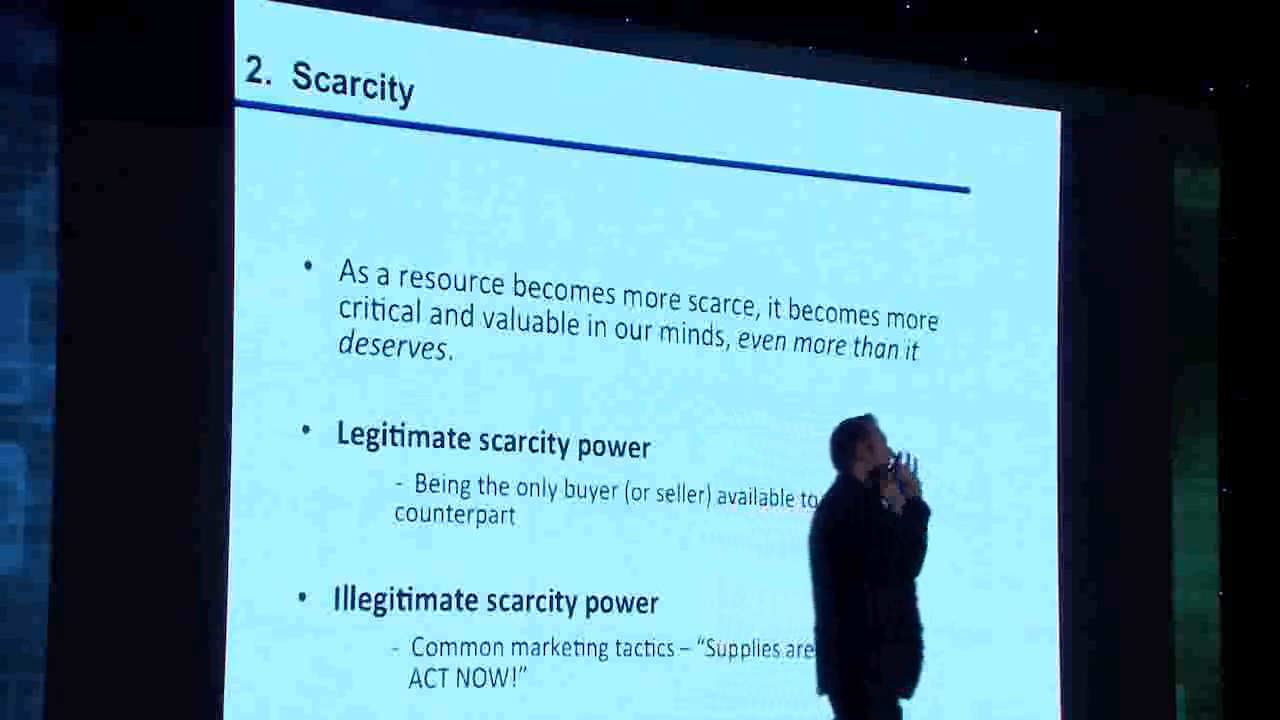 2. Scarcity
• As a resource becomes more scarce, it becomes more
critical and valuable in our minds, even more than it
deserves.
• Legitimate scarcity power
- Being the only buyer (or seller) available to
counterpart
• Illegitimate scarcity power
- Common marketing tactics – “Supplies are
ACT NOW!”